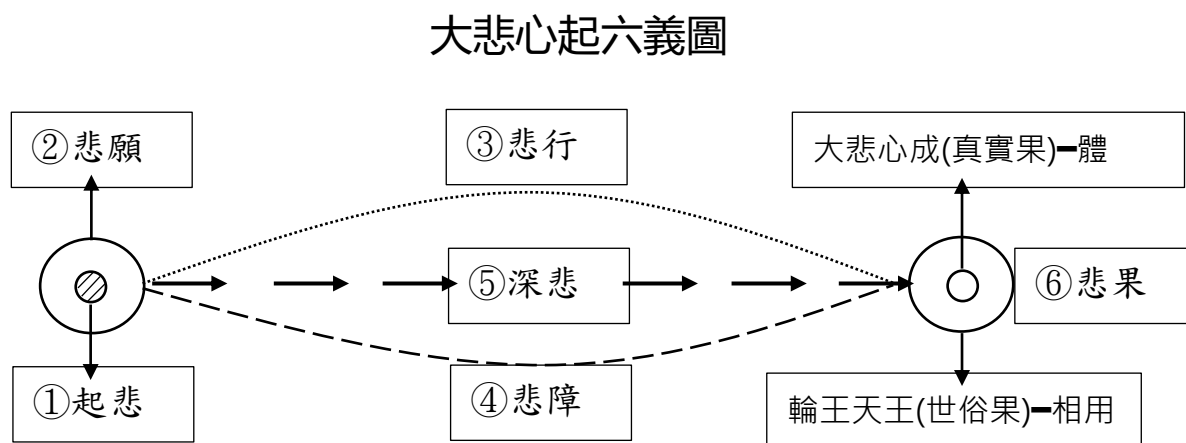 大悲心起六義圖
②悲願
③悲行
大悲心成(真實果)━體
⑤深悲
⑥悲果
①起悲
④悲障
輪王天王(世俗果)━相用